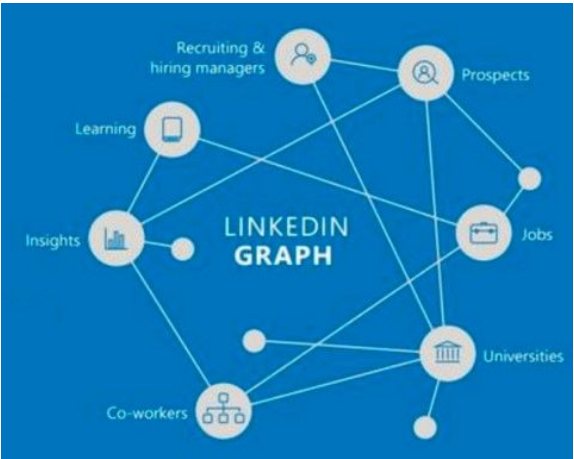 Recruiting &
hiring managers
Prospects
Learning
LINKEDIN
GRAPH
Insights
Jobs
Universities
Co-workers